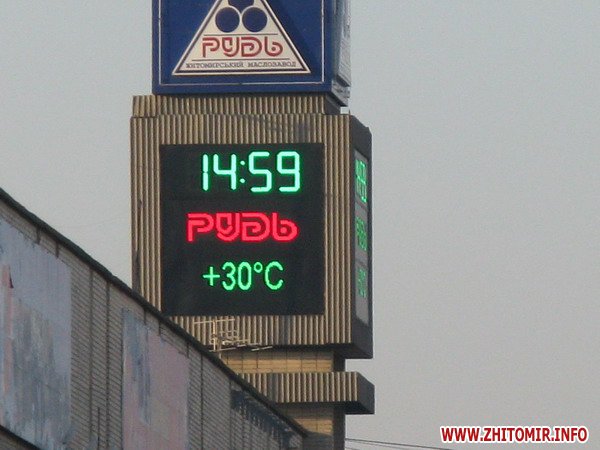 РУДЬ
ЖИТОМИРСЬКИЙ МАСЛОЗАВОД
14:59
РУДЬ
+30°C
WWW.ZHITOMIR.INFO